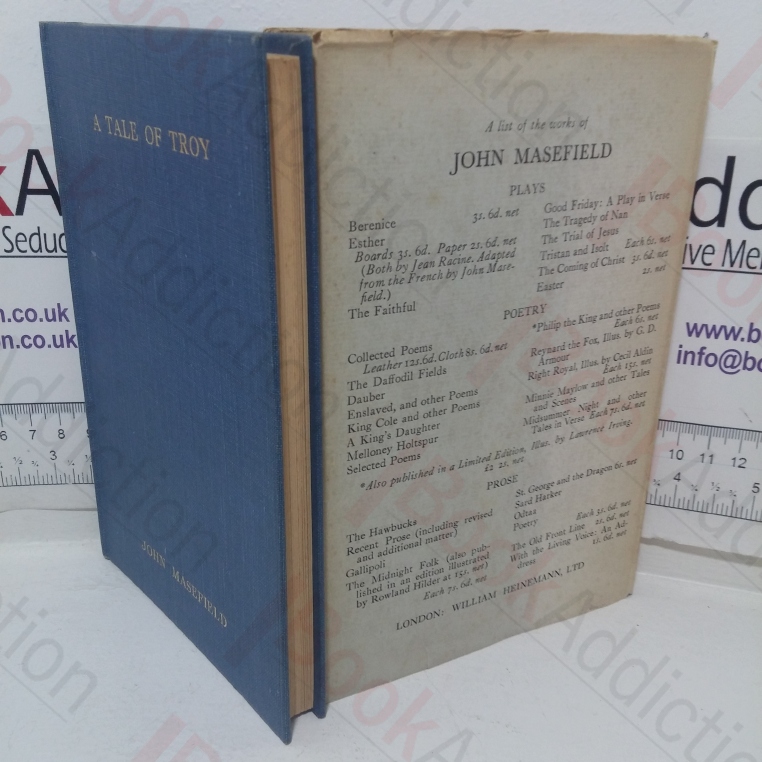 A TALE OF TROY
JOHN MASEFIELD
A list of the works of
JOHN MASEFIELD
PLAYS
Berenice 3s. 6d. net
Esther
Boards 3s. 6d. Paper 2s. 6d. net
(Both by Jean Racine. Adapted
from the French by John Mase-
field.)
The Faithful
Good Friday: A Play in Verse
The Tragedy of Nan
The Trial of Jesus
Tristan and Isolt Each 6s. net
The Coming of Christ 3s. 6d. net
Easter 2s. net
POETRY
Collected Poems
Leather 12s. 6d. Cloth 8s. 6d. net
The Daffodil Fields
Dauber
Enslaved, and other Poems
King Cole and other Poems
A King's Daughter
Melloney Holtspur
Selected Poems
*Philip the King and other Poems
Each 6s. net
Reynard the Fox, Illus. by G. D.
Armour
Right Royal, Illus. by Cecil Aldin
Each 15s. net
Minnie Maylow and other Tales
and Scenes
Midsummer Night and other
Tales in Verse Each 7s. 6d. net
*Also published in a Limited Edition, Illus. by Laurence Irving.
£2 2s. net
PROSE
The Hawbucks
Recent Prose (including revised
and additional matter)
Gallipoli
The Midnight Folk (also pub-
lished in an edition illustrated
by Rowland Hilder at 15s. net)
Each 7s. 6d. net
St. George and the Dragon 6s. net
Sard Harker
Odtaa
Poetry Each 3s. 6d. net
The Old Front Line 2s. 6d. net
With the Living Voice: An Ad-
dress 1s. 6d. net
LONDON: WILLIAM HEINEMANN, LTD
Seduc
ive Me
co.uk
on.co.uk
www.b
info@bo